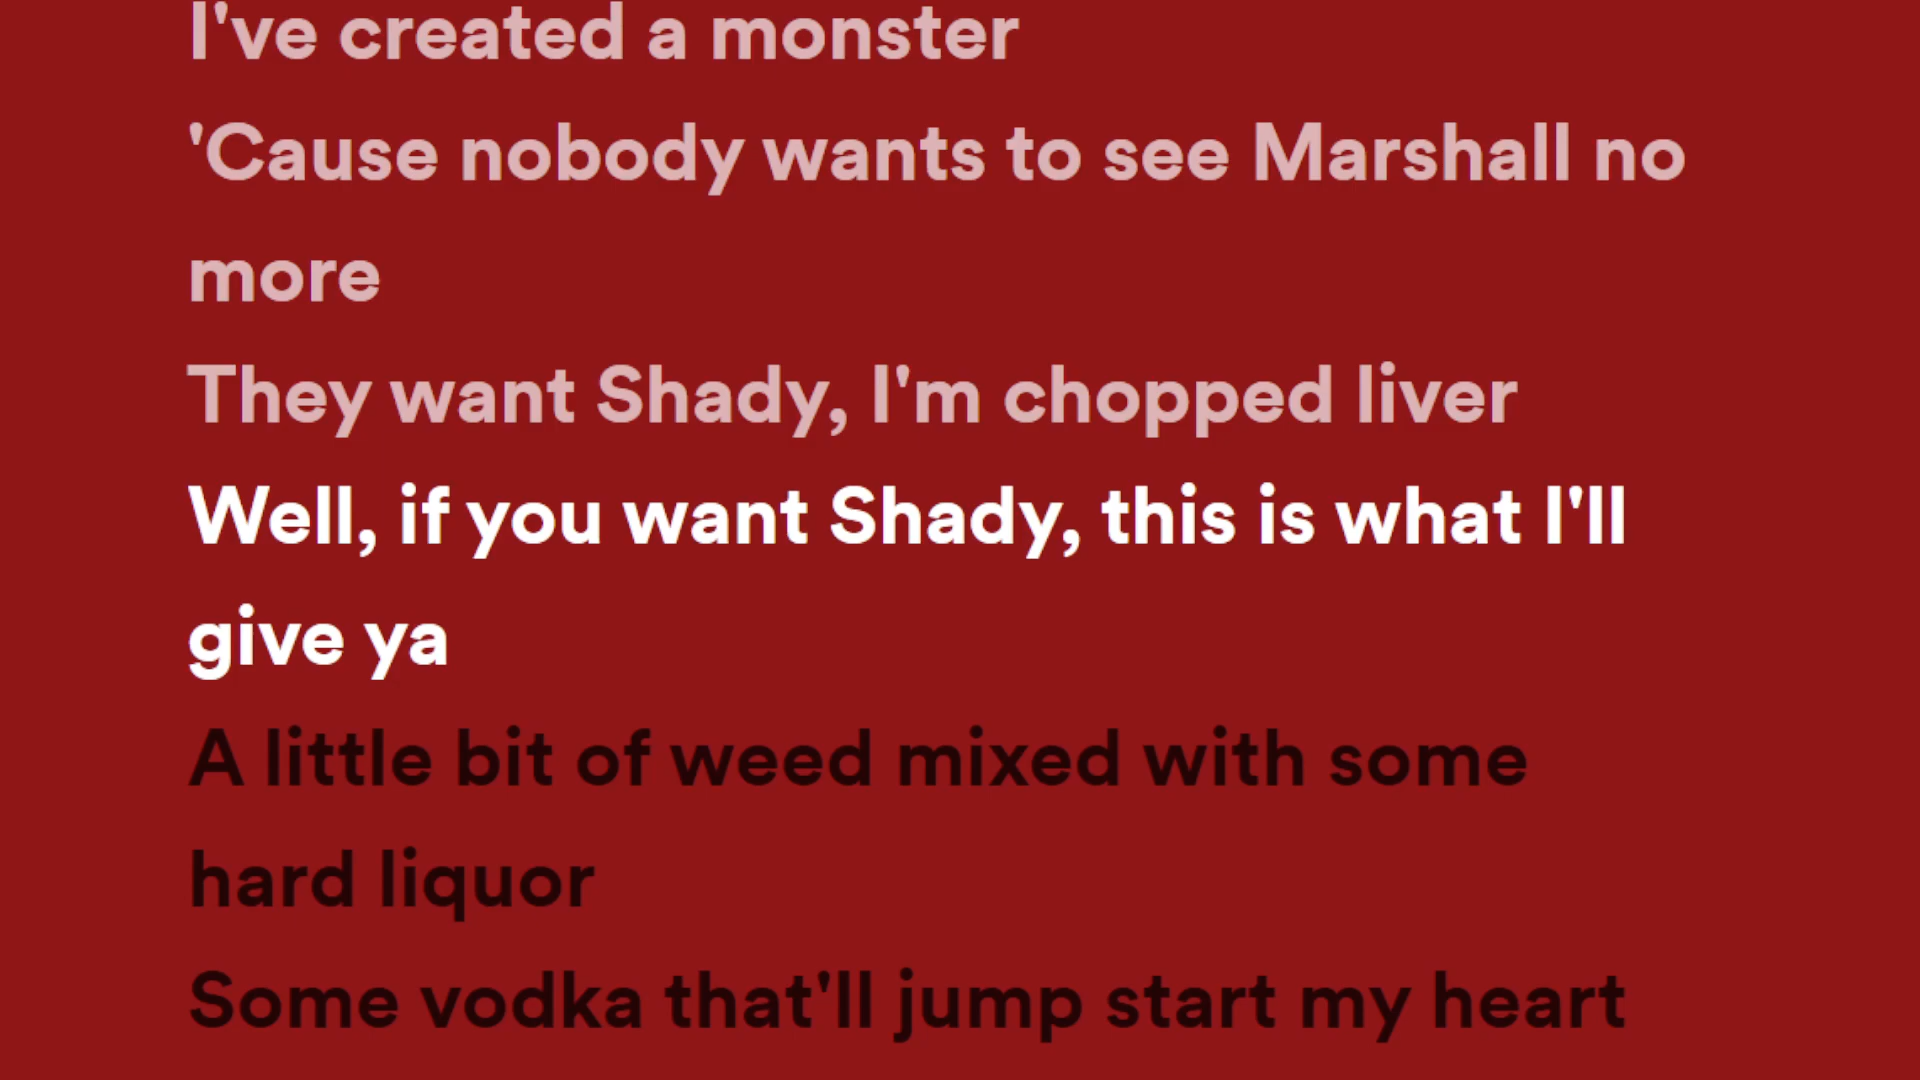 I've created a monster
'Cause nobody wants to see Marshall no
more
They want Shady, I'm chopped liver
Well, if you want Shady, this is what I'll
give ya
A little bit of weed mixed with some
hard liquor
Some vodka that'll jump start my heart